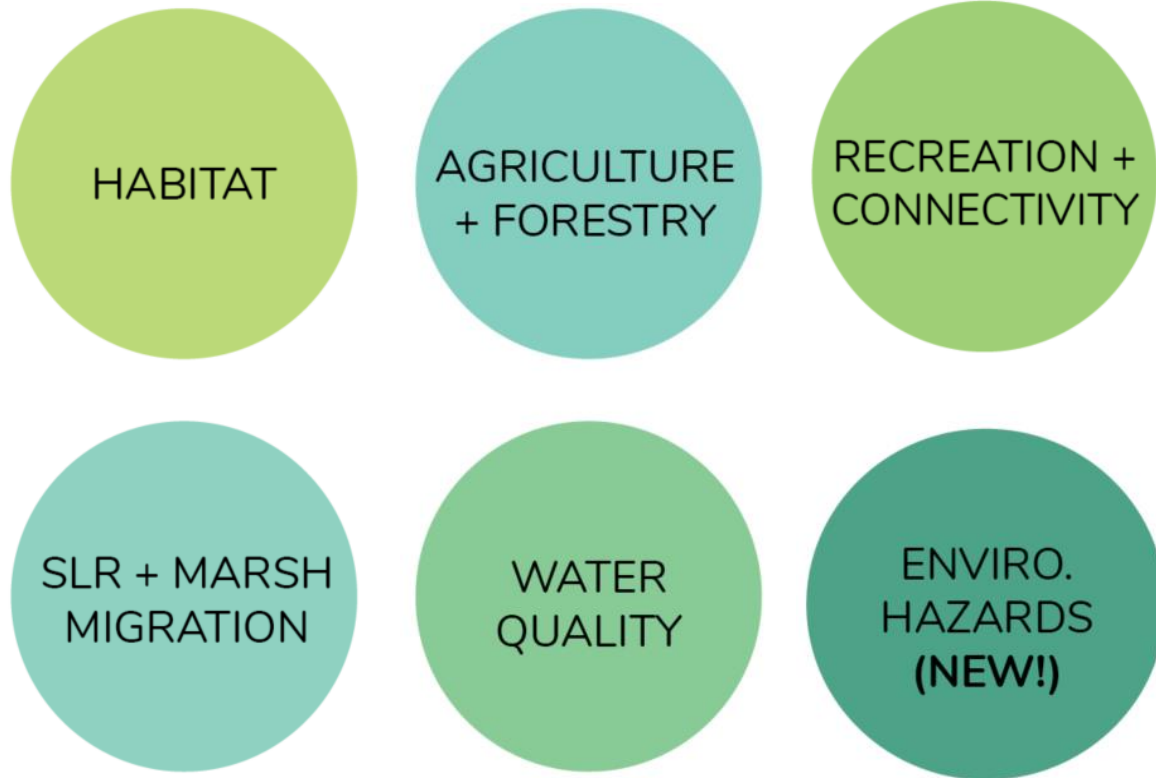 HABITAT
AGRICULTURE
+ FORESTRY
RECREATION +
CONNECTIVITY
SLR + MARSH
MIGRATION
WATER
QUALITY
ENVIRO.
HAZARDS
(NEW!)